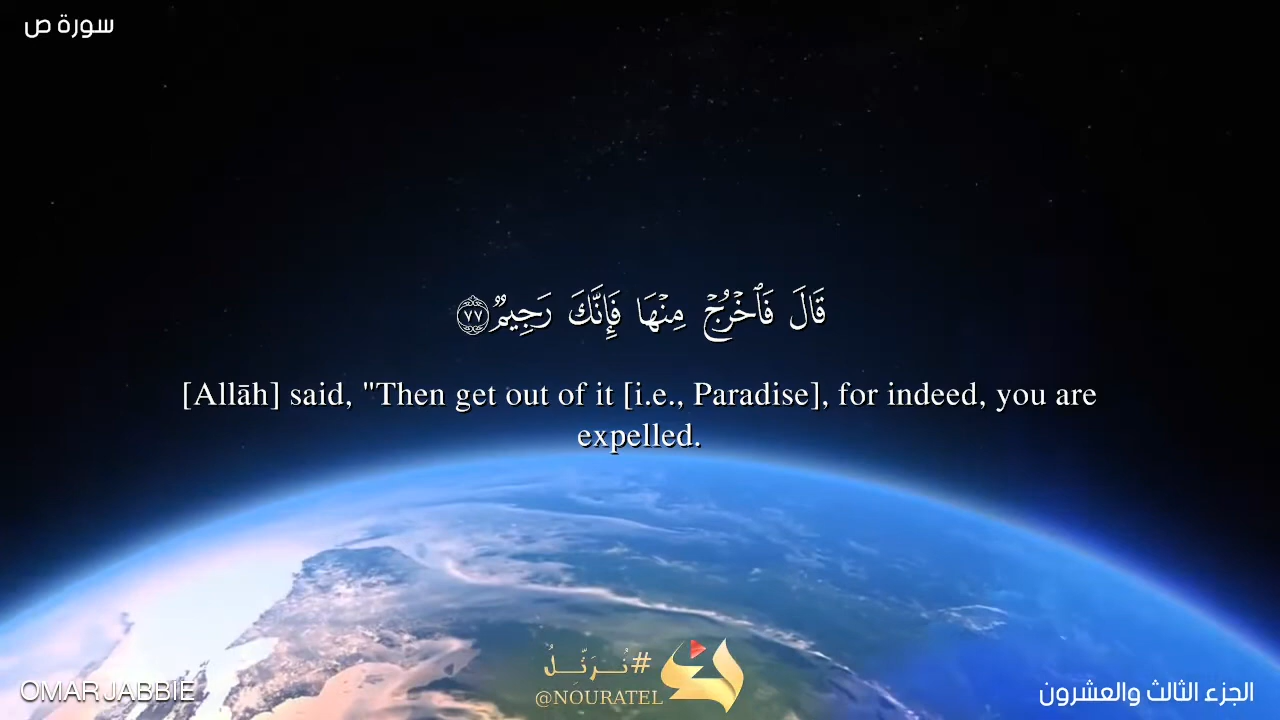 سورة ص
قَالَ فَٱخْرُجْ مِنْهَا فَإِنَّكَ رَجِيمٌ ٧٧
[Allāh] said, "Then get out of it [i.e., Paradise], for indeed, you are
expelled.
#نُرَتِّلُ
@NOURATEL
OMAR JABBIE
الجزء الثالث والعشرون